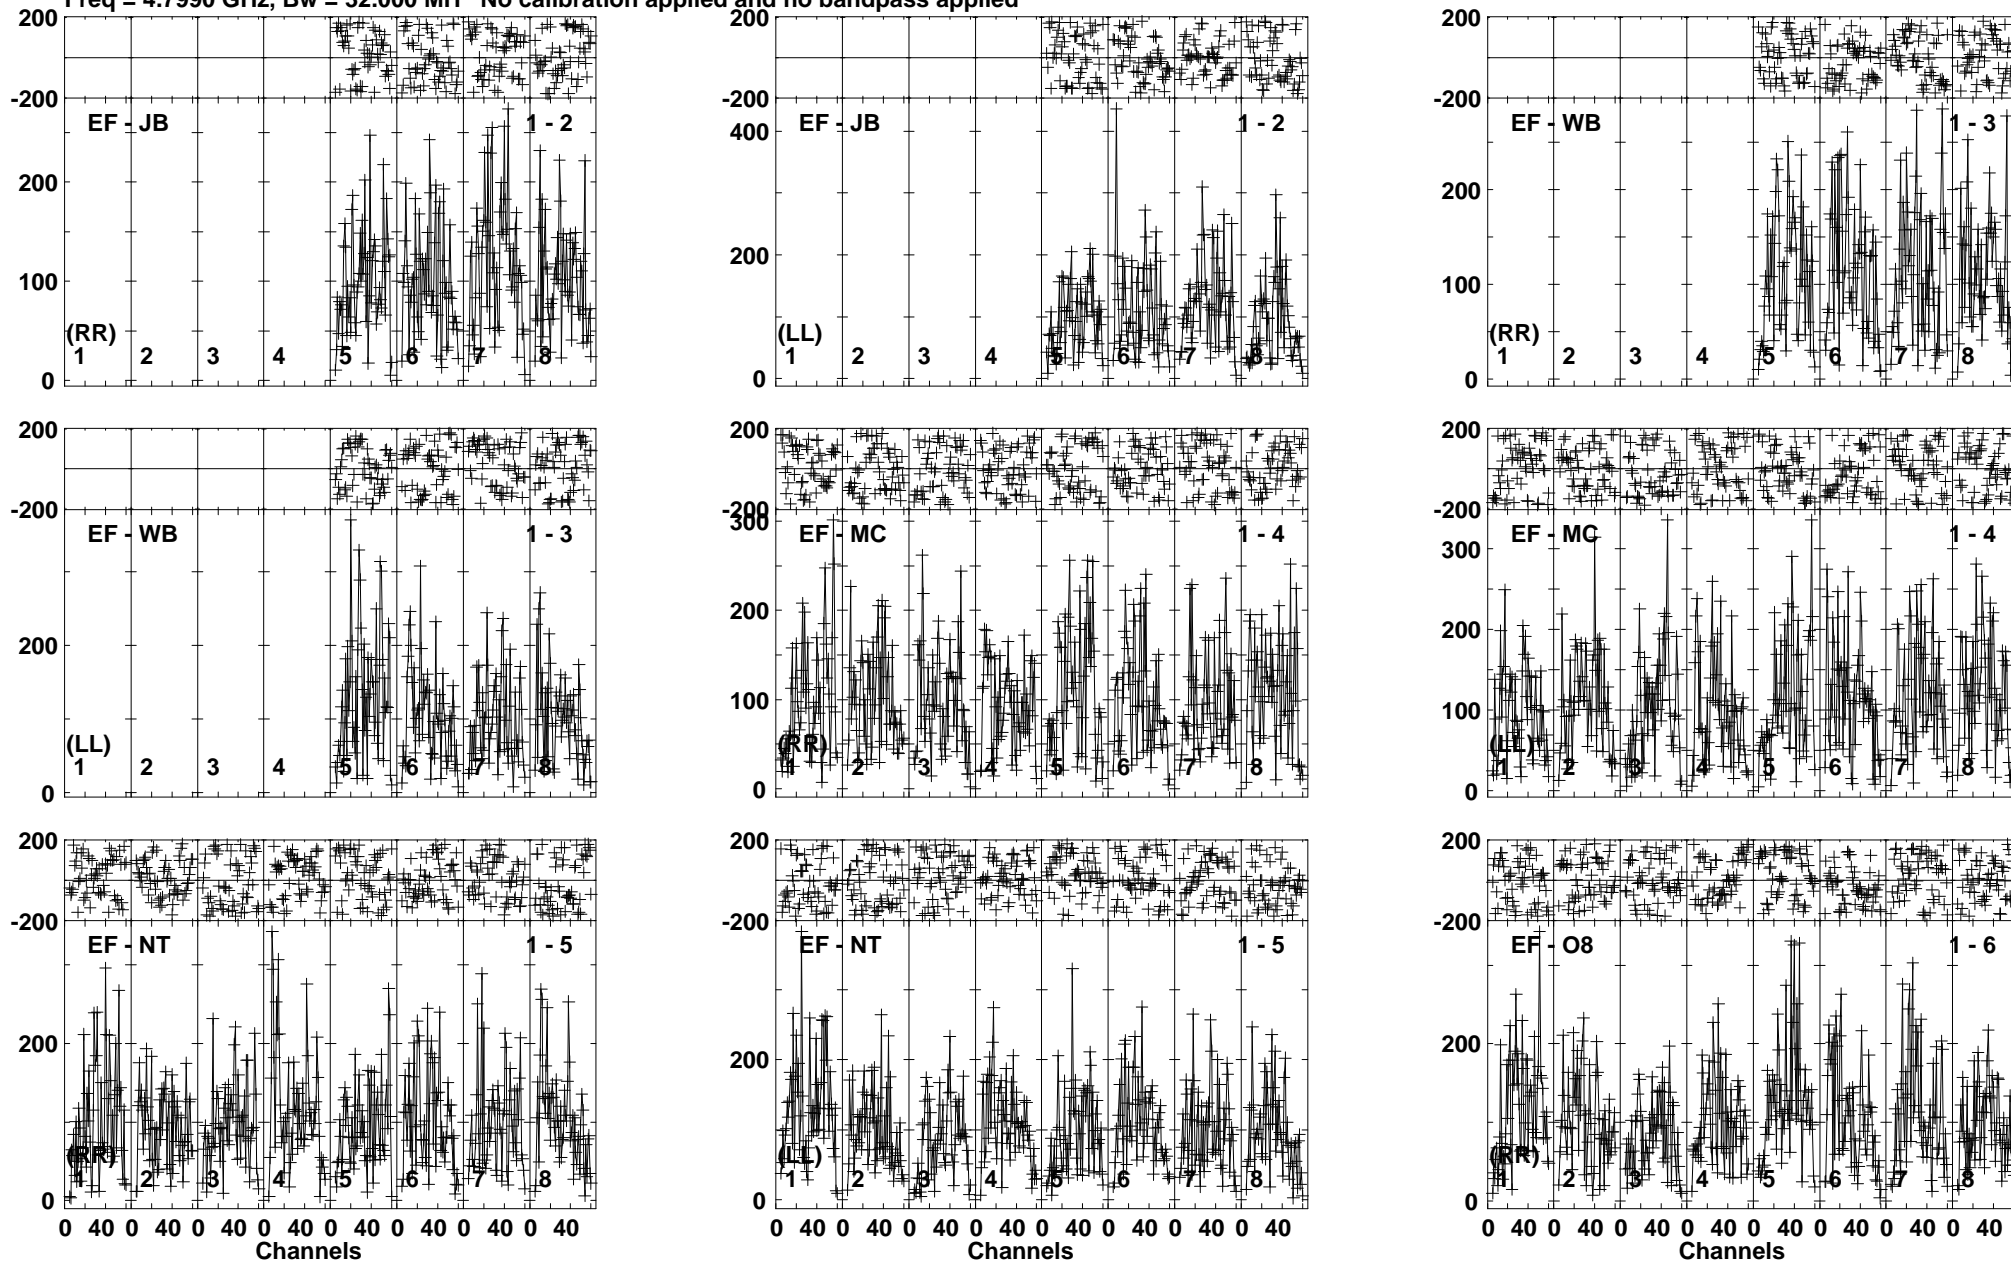 Freq = 4.7990 GHz, Bw = 32.000 MH No calibration applied and no bandpass applied
200 200 200
-200 -200 -200
EF - JB 1 - 2 EF - JB 1 - 2 EF - WB 1 - 3
400
200 200 200
100 100
(RR) (LL) (RR)
1 2 3 4 5 6 7 8 1 2 3 4 5 6 7 8 1 2 3 4 5 6 7 8
0 0 0
200 200 200
-200 -200 -200
EF - WB 1 - 3 EF - MC 1 - 4 EF - MC 1 - 4
300 300
200 200 200
100 100
(LL) (RR) (LL)
1 2 3 4 5 6 7 8 1 2 3 4 5 6 7 8 1 2 3 4 5 6 7 8
0 0 0
200 200 200
-200 -200 -200
EF - NT 1 - 5 EF - NT 1 - 5 EF - O8 1 - 6
200 200 200
(RR) (LL) (RR)
1 2 3 4 5 6 7 8 1 2 3 4 5 6 7 8 1 2 3 4 5 6 7 8
0 0 0
0 40 0 40 0 40 0 40 0 40 0 40 0 40 0 40 0 40 0 40 0 40 0 40 0 40 0 40 0 40 0 40 0 40 0 40 0 40 0 40 0 40 0 40 0 40 0 40
Channels Channels Channels